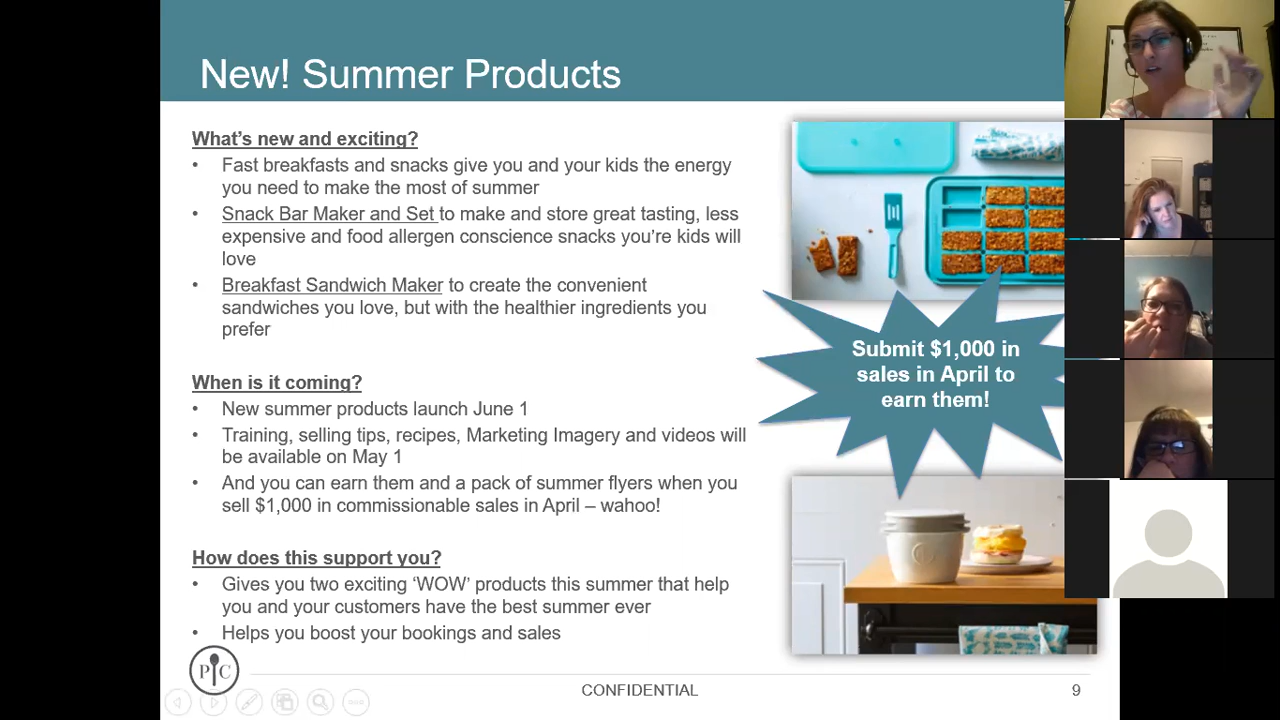 New! Summer Products
What's new and exciting?
• Fast breakfasts and snacks give you and your kids the energy
you need to make the most of summer
• Snack Bar Maker and Set to make and store great tasting, less
expensive and food allergen conscience snacks you're kids will
love
• Breakfast Sandwich Maker to create the convenient
sandwiches you love, but with the healthier ingredients you
prefer
When is it coming?
• New summer products launch June 1
• Training, selling tips, recipes, Marketing Imagery and videos will
be available on May 1
• And you can earn them and a pack of summer flyers when you
sell $1,000 in commissionable sales in April – wahoo!
How does this support you?
• Gives you two exciting ‘WOW’ products this summer that help
you and your customers have the best summer ever
• Helps you boost your bookings and sales
Submit $1,000 in
sales in April to
earn them!
P C
CONFIDENTIAL
9